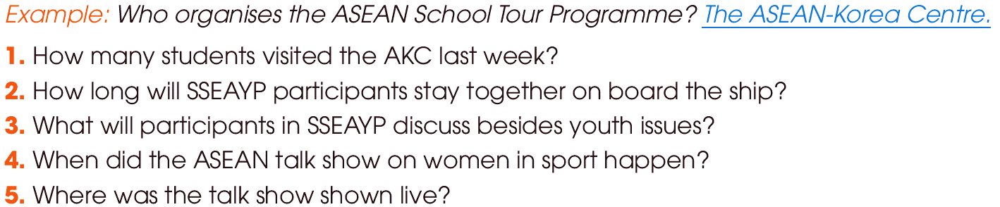 Example: Who organises the ASEAN School Tour Programme? The ASEAN-Korea Centre.
1. How many students visited the AKC last week?
2. How long will SSEAYP participants stay together on board the ship?
3. What will participants in SSEAYP discuss besides youth issues?
4. When did the ASEAN talk show on women in sport happen?
5. Where was the talk show shown live?